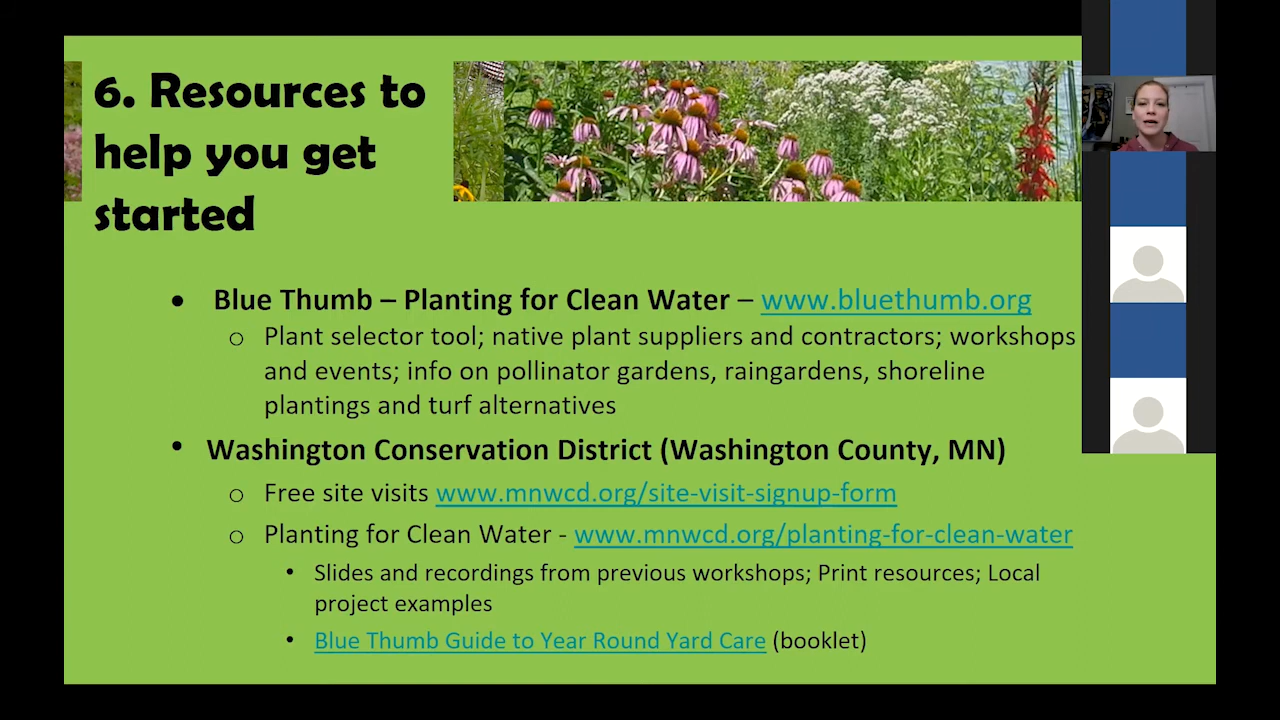 6. Resources to
help you get
started
• Blue Thumb – Planting for Clean Water – www.bluethumb.org
o Plant selector tool; native plant suppliers and contractors; workshops
and events; info on pollinator gardens, raingardens, shoreline
plantings and turf alternatives
• Washington Conservation District (Washington County, MN)
o Free site visits www.mnwcd.org/site-visit-signup-form
o Planting for Clean Water - www.mnwcd.org/planting-for-clean-water
• Slides and recordings from previous workshops; Print resources; Local
project examples
• Blue Thumb Guide to Year Round Yard Care (booklet)